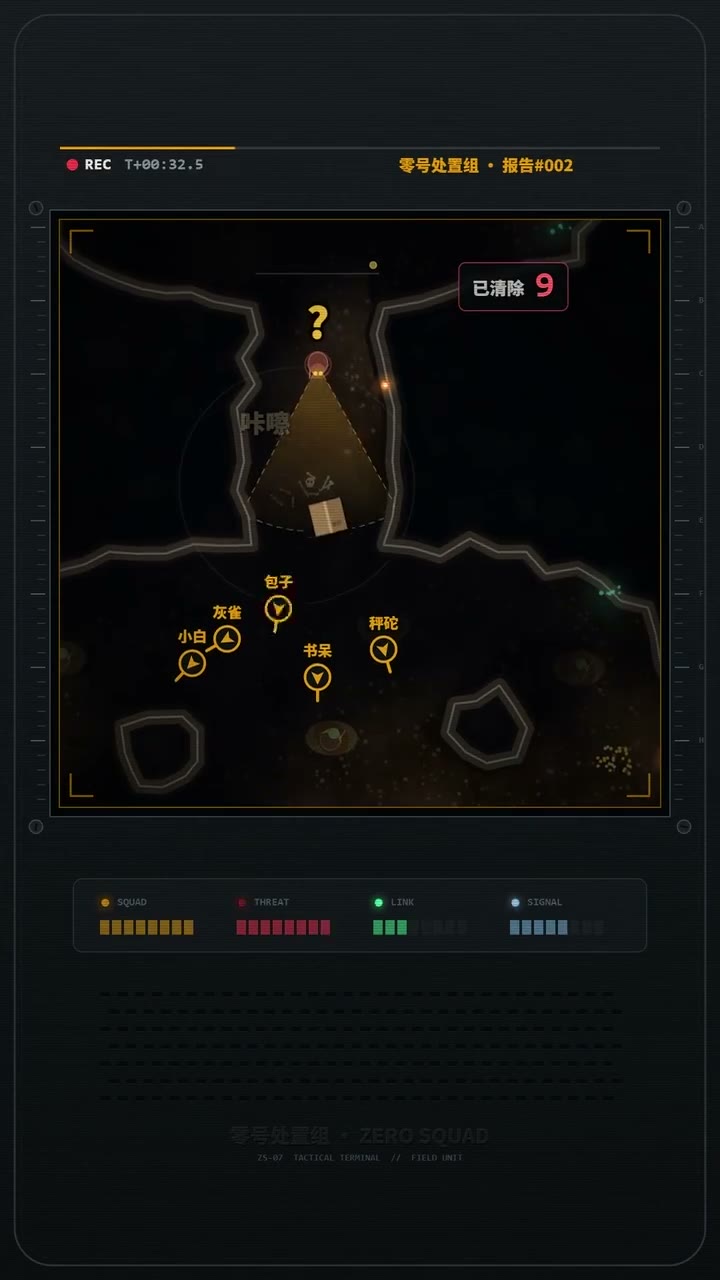 REC T+00:32.5 零号处置组 · 报告#002
已清除 9
?
咔嚓
包子
灰雀
小白
秤砣
书呆
SQUAD THREAT LINK SIGNAL
零号处置组 · ZERO SQUAD
ZS-07 TACTICAL TERMINAL // FIELD UNIT
A
B
C
D
E
F
G
H